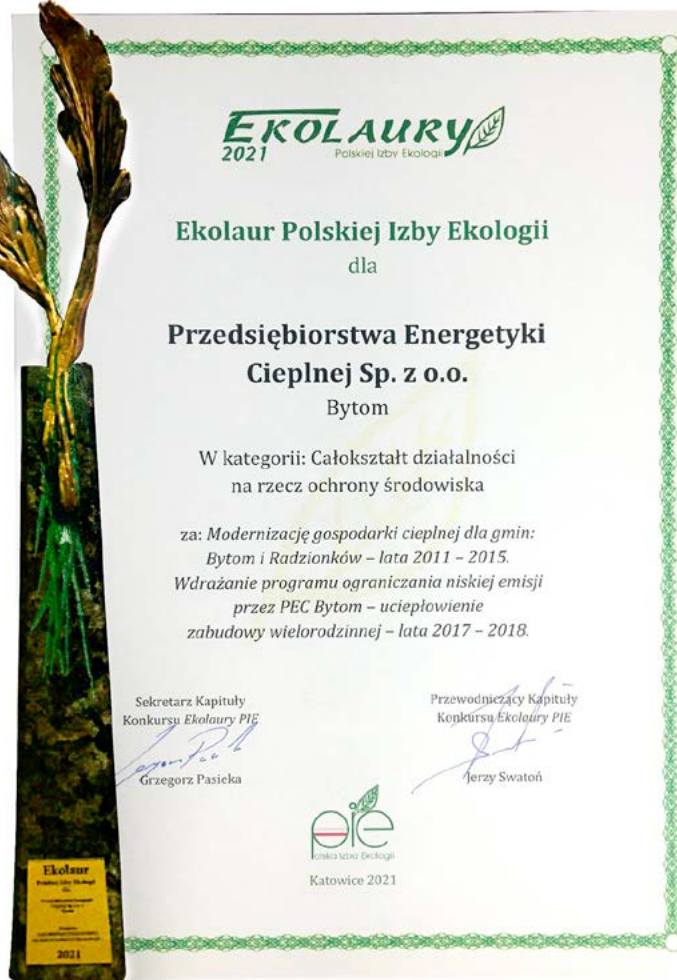 EKOLAURY
2021
Polskiej Izby Ekologii
Ekolaur Polskiej Izby Ekologii
dla
Przedsiębiorstwa Energetyki
Cieplnej Sp. z o.o.
Bytom
W kategorii: Całokształt działalności
na rzecz ochrony środowiska
za: Modernizację gospodarki cieplnej dla gmin:
Bytom i Radzionków – lata 2011 – 2015.
Wdrażanie programu ograniczania niskiej emisji
przez PEC Bytom – uciepłowienie
zabudowy wielorodzinnej – lata 2017 – 2018.
Sekretarz Kapituły
Konkursu Ekolaury PIE
Grzegorz Pasieka
Przewodniczący Kapituły
Konkursu Ekolaury PIE
Jerzy Swatoń
pie
Polska Izba Ekologii
Katowice 2021
Ekolaur
Polskiej Izby Ekologii
2021